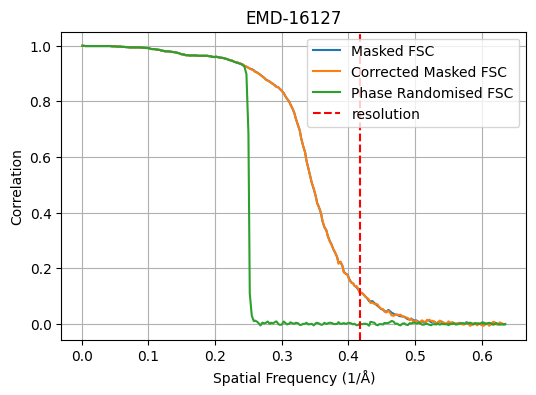 EMD-16127
Masked FSC
Corrected Masked FSC
Phase Randomised FSC
resolution
1.0
0.8
0.6
0.4
0.2
0.0
Correlation
0.0 0.1 0.2 0.3 0.4 0.5 0.6
Spatial Frequency (1/Å)